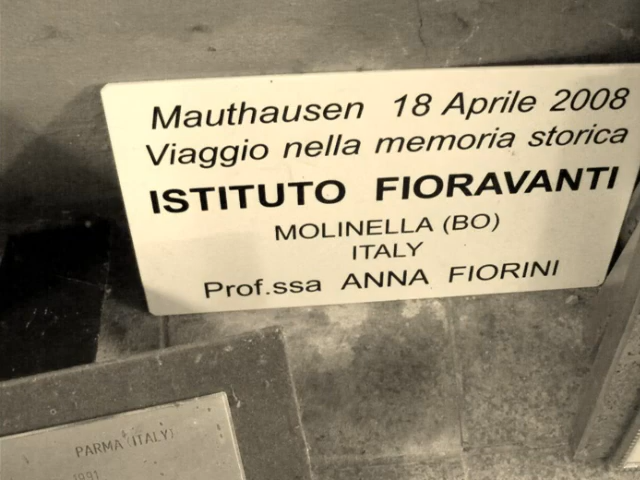 Mauthausen 18 Aprile 2008
Viaggio nella memoria storica
ISTITUTO FIORAVANTI
MOLINELLA (BO)
ITALY
Prof.ssa ANNA FIORINI
PARMA (ITALY)
1991